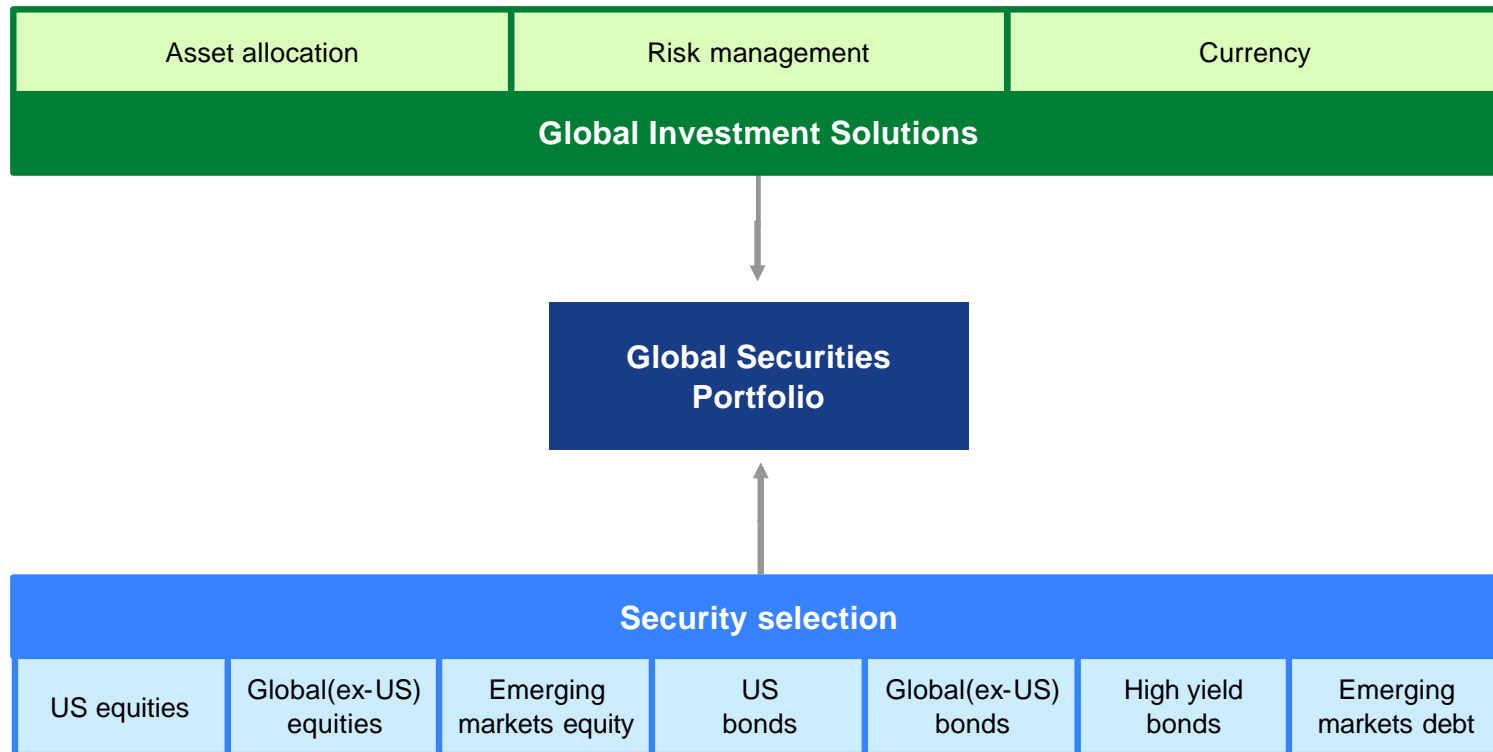 Asset allocation
Risk management
Currency
Global Investment Solutions
Global Securities
Portfolio
Security selection
US equities
Global(ex-US)
equities
Emerging
markets equity
US
bonds
Global(ex-US)
bonds
High yield
bonds
Emerging
markets debt